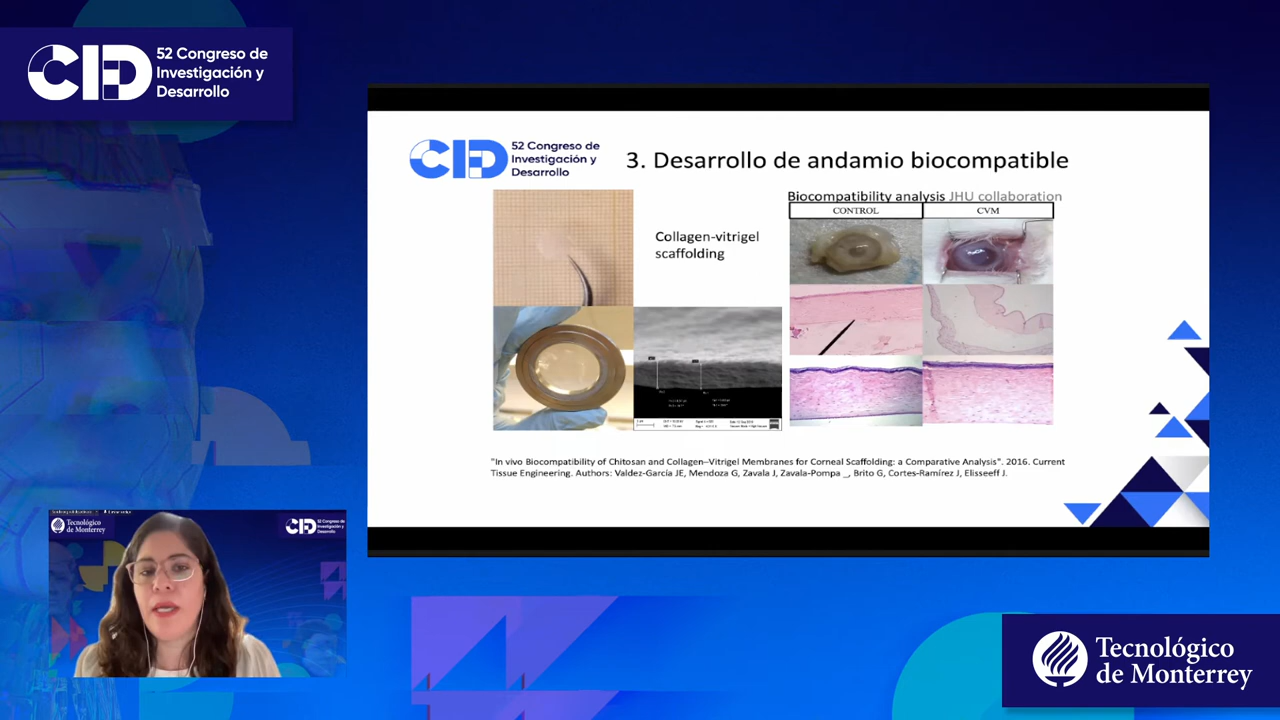 CID
52 Congreso de
Investigación y
Desarrollo
CID
52 Congreso de
Investigación y
Desarrollo
3. Desarrollo de andamio biocompatible
Collagen-vitrigel
scaffolding
Biocompatibility analysis JHU collaboration
CONTROL
CVM
"In vivo Biocompatibility of Chitosan and Collagen–Vitrigel Membranes for Corneal Scaffolding: a Comparative Analysis". 2016. Current
Tissue Engineering. Authors: Valdez-García JE, Mendoza G, Zavala J, Zavala-Pompa _, Brito G, Cortes-Ramírez J, Elisseeff J.
Tecnológico
de Monterrey
CID
52 Congreso de
Investigación y
Desarrollo
Tecnológico
de Monterrey